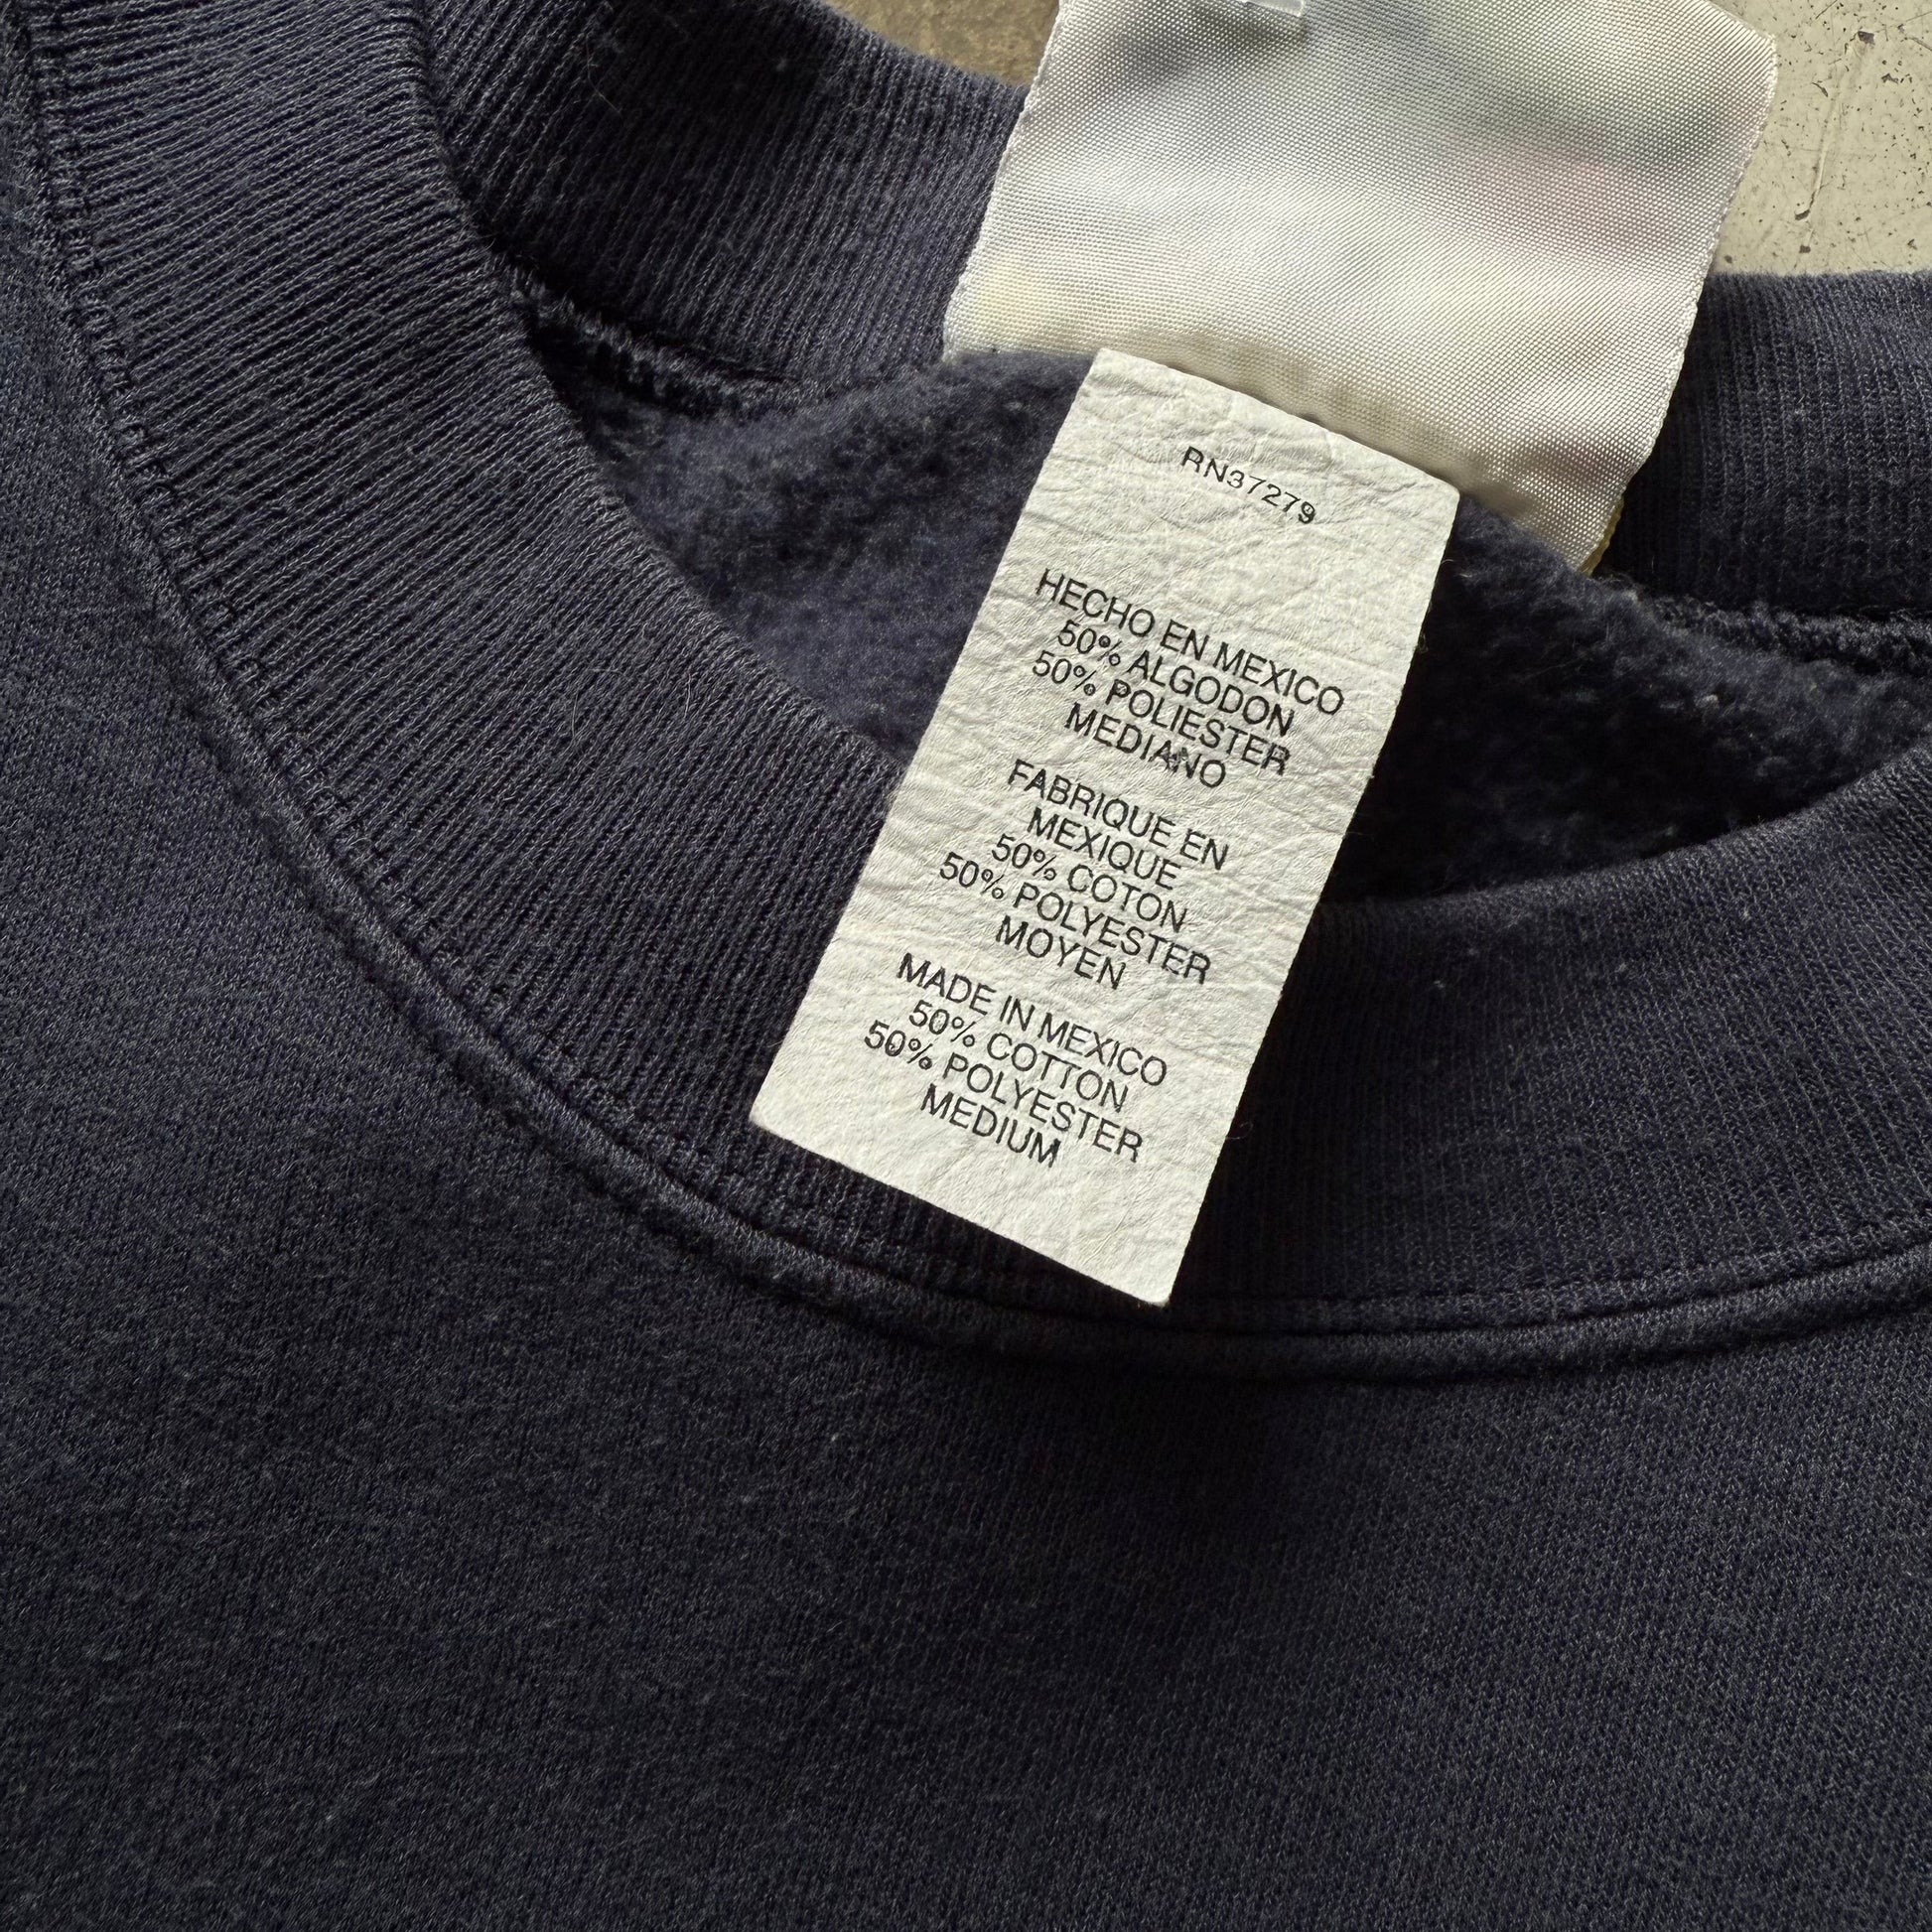 RN37279
HECHO EN MEXICO
50% ALGODON
50% POLIESTER
MEDIANO
FABRIQUE EN
MEXIQUE
50% COTON
50% POLYESTER
MOYEN
MADE IN MEXICO
50% COTTON
50% POLYESTER
MEDIUM